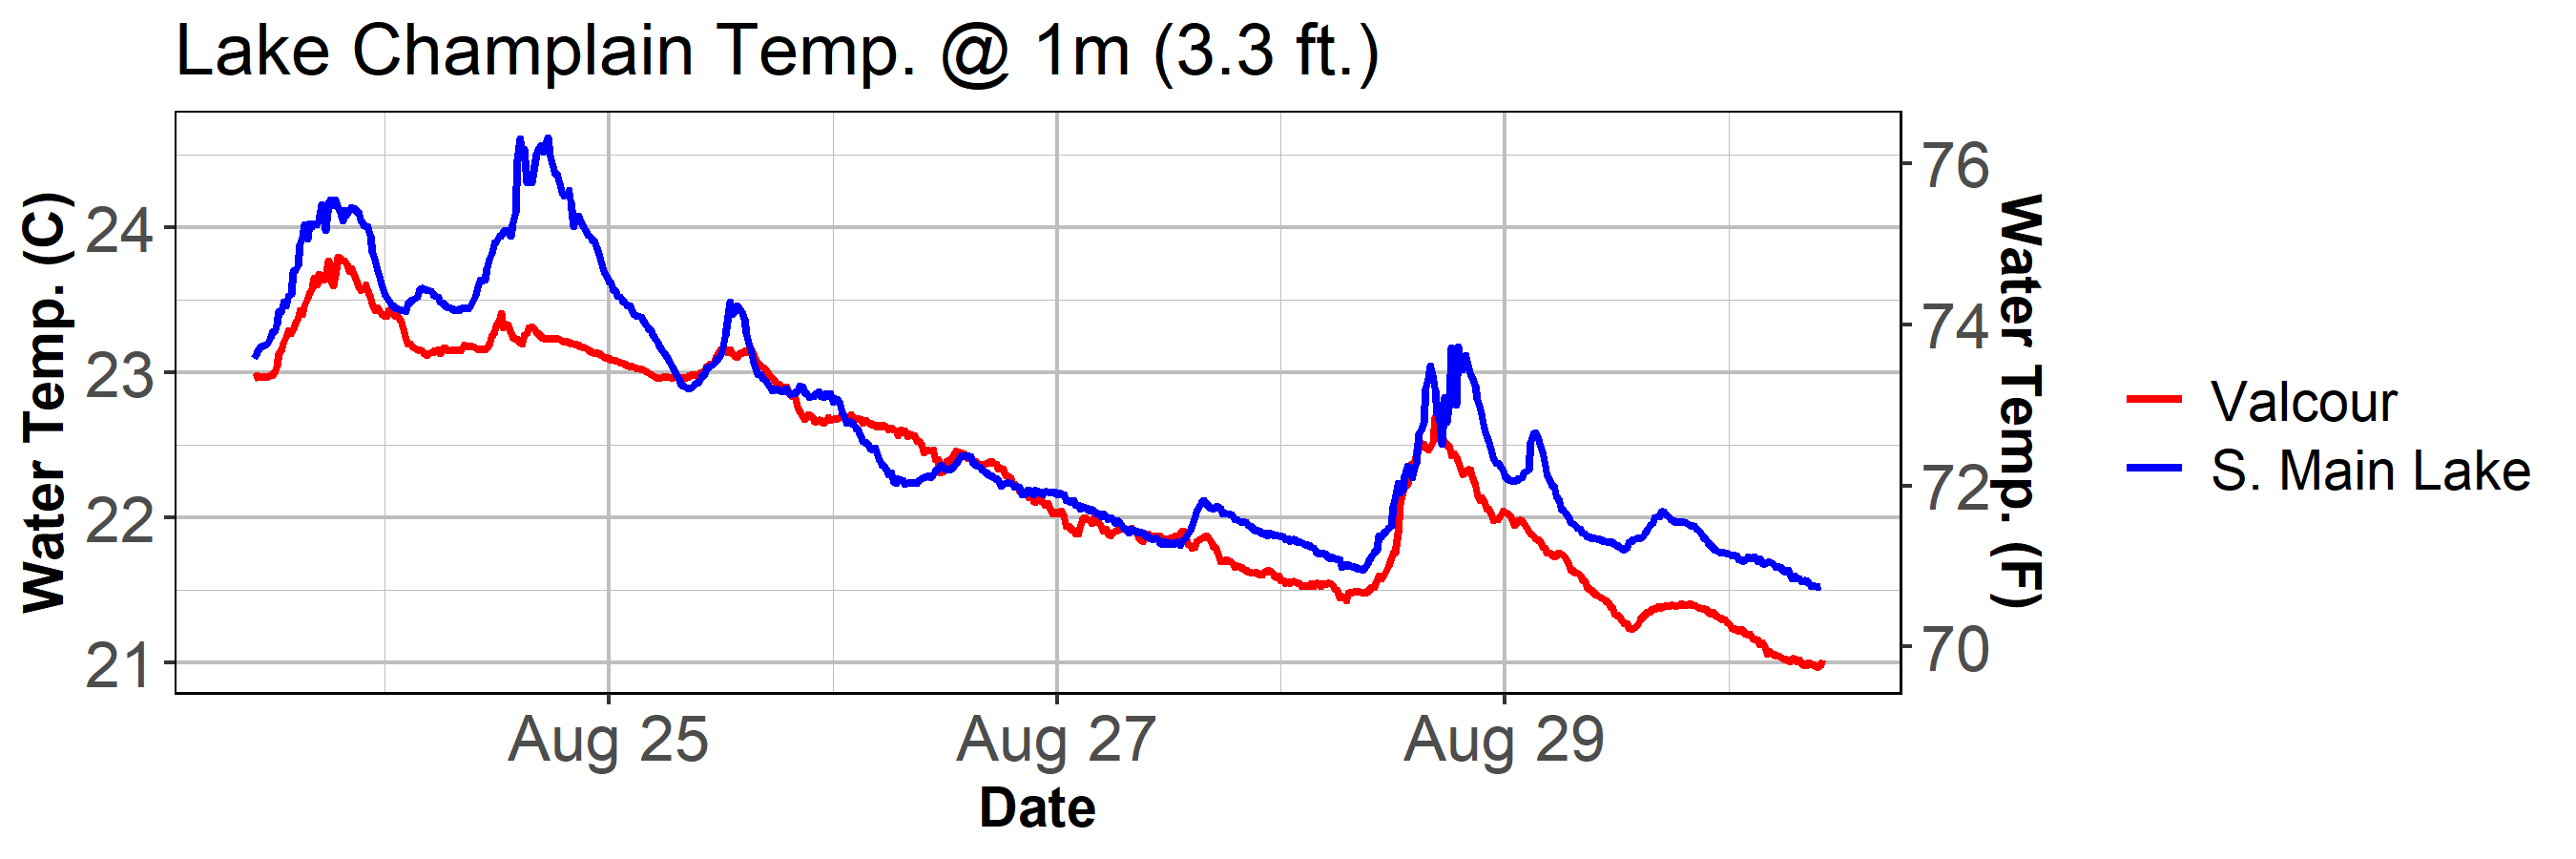 Lake Champlain Temp. @ 1m (3.3 ft.)
Water Temp. (C)
24
23
22
21
76
74
72
70
Water Temp. (F)
Aug 25
Aug 27
Aug 29
Date
Valcour
S. Main Lake